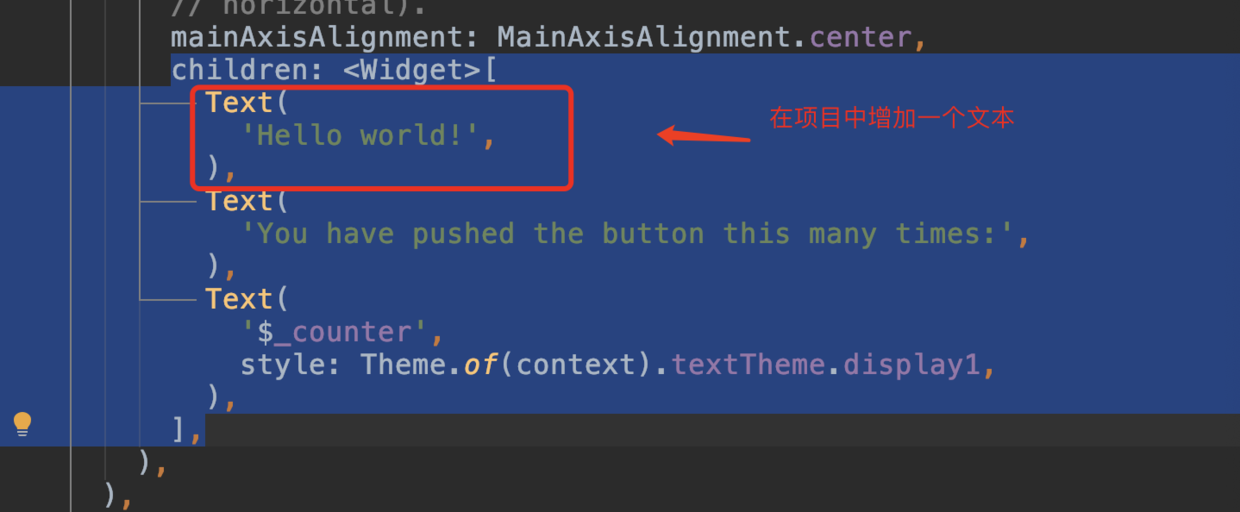 // horizontal).
mainAxisAlignment: MainAxisAlignment.center,
children: <Widget>[
Text(
'Hello world!',
),
在项目中增加一个文本
Text(
'You have pushed the button this many times:',
),
Text(
'$_counter',
style: Theme.of(context).textTheme.display1,
),
],
),
),